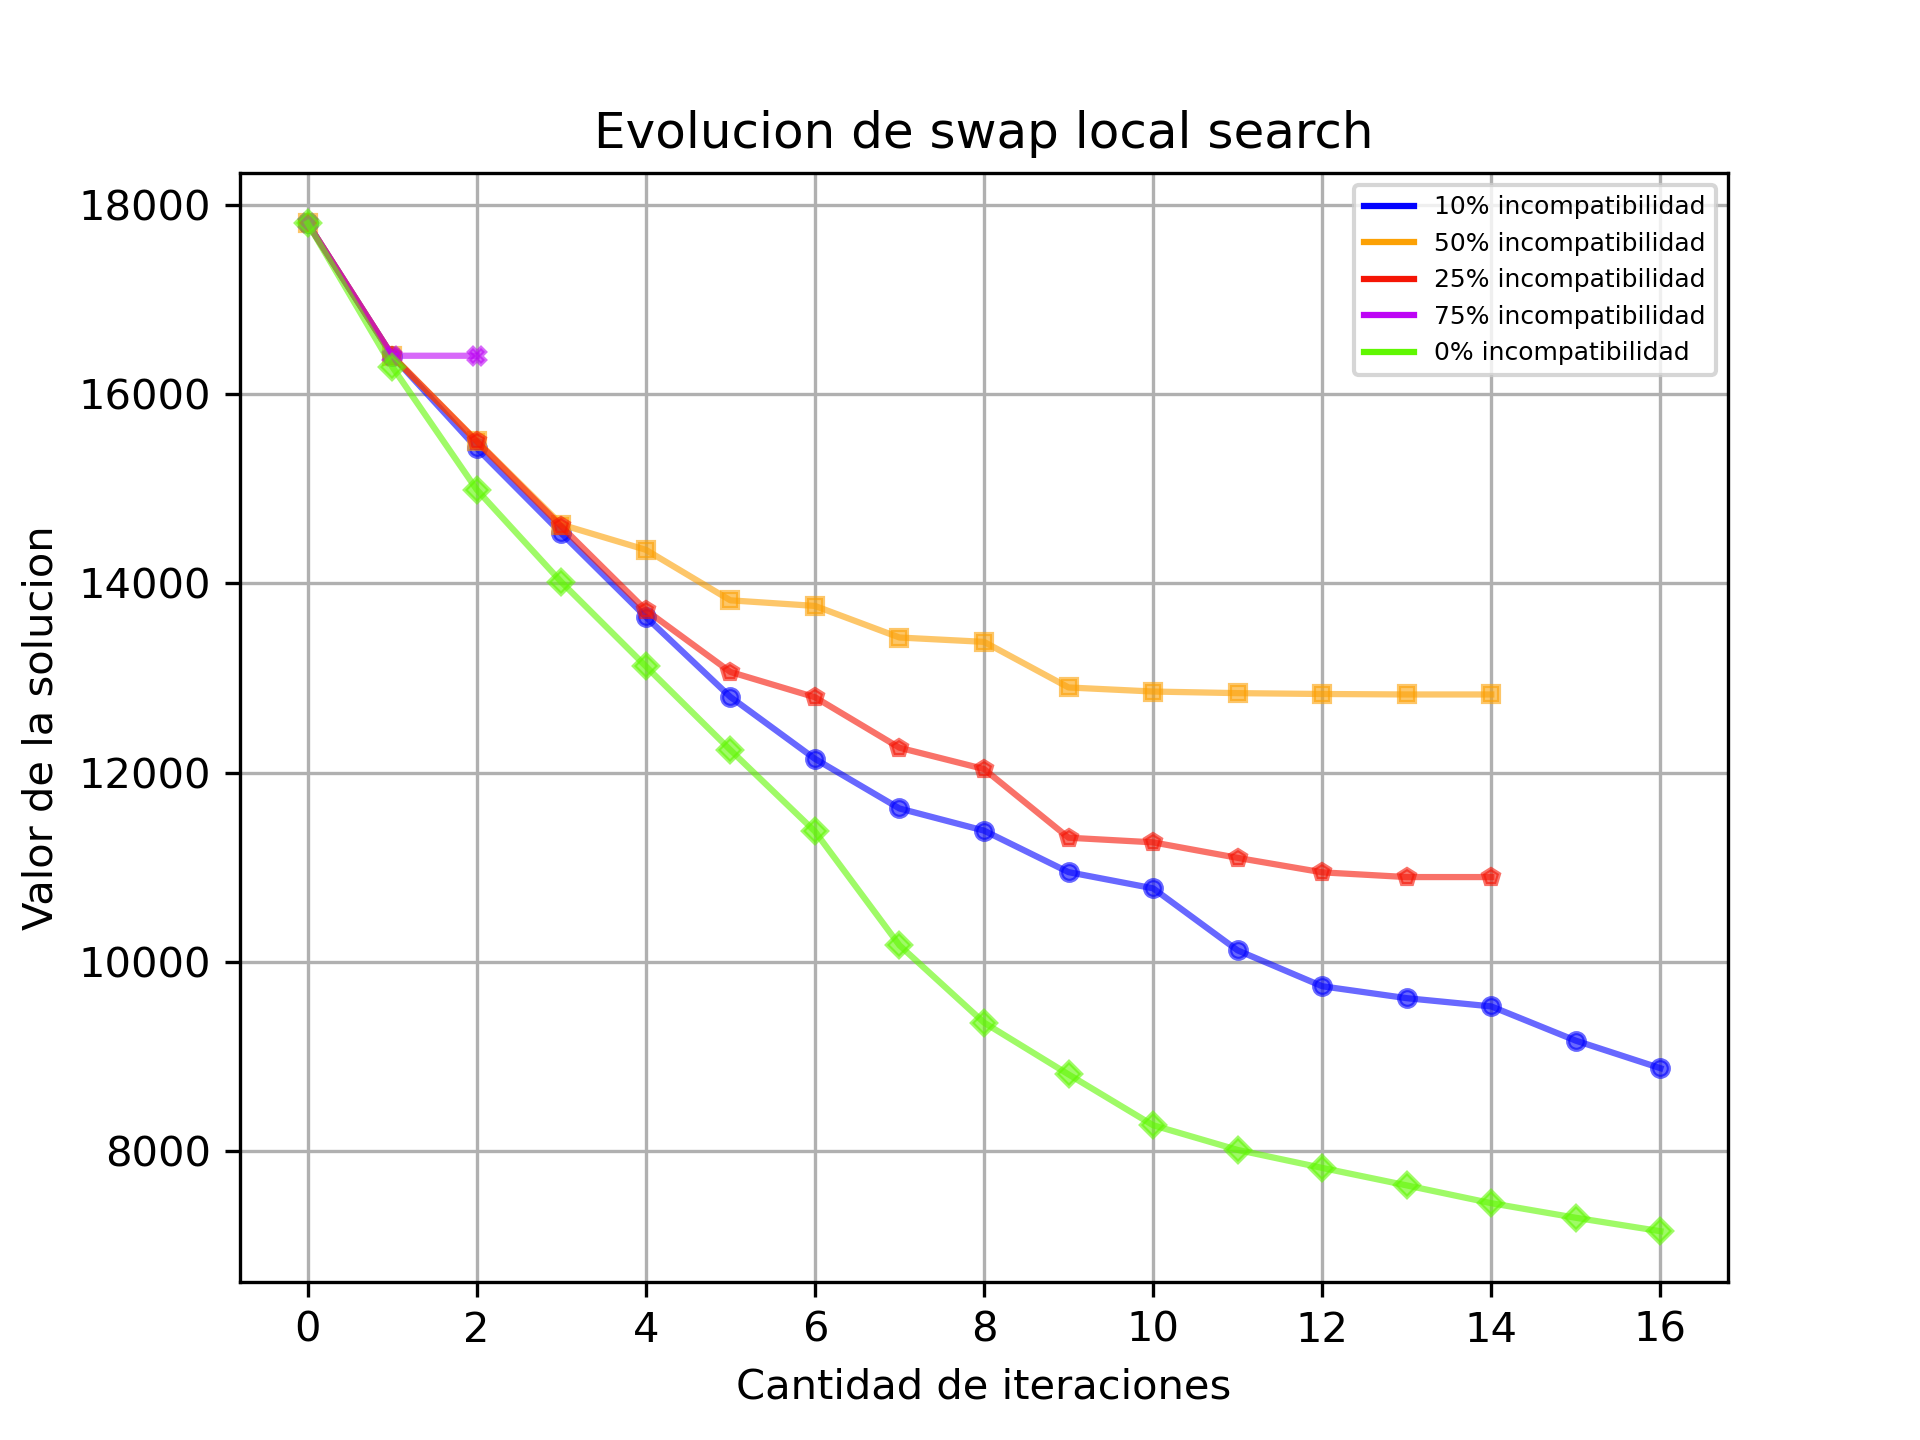 Evolucion de swap local search
18000
16000
14000
12000
10000
8000
Valor de la solucion
10% incompatibilidad
50% incompatibilidad
25% incompatibilidad
75% incompatibilidad
0% incompatibilidad
0 2 4 6 8 10 12 14 16
Cantidad de iteraciones